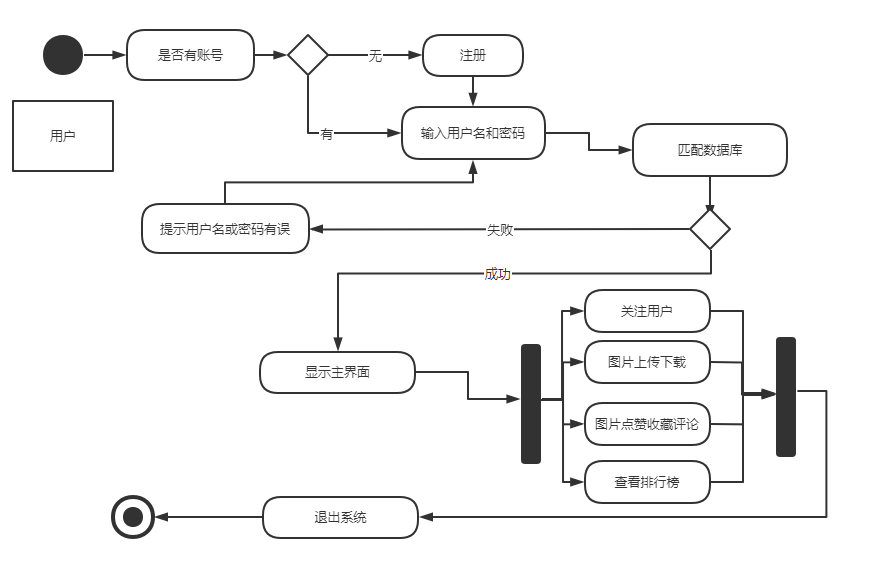 是否有账号
无
注册
用户
有
输入用户名和密码
匹配数据库
提示用户名或密码有误
失败
成功
关注用户
显示主界面
图片上传下载
图片点赞收藏评论
查看排行榜
退出系统